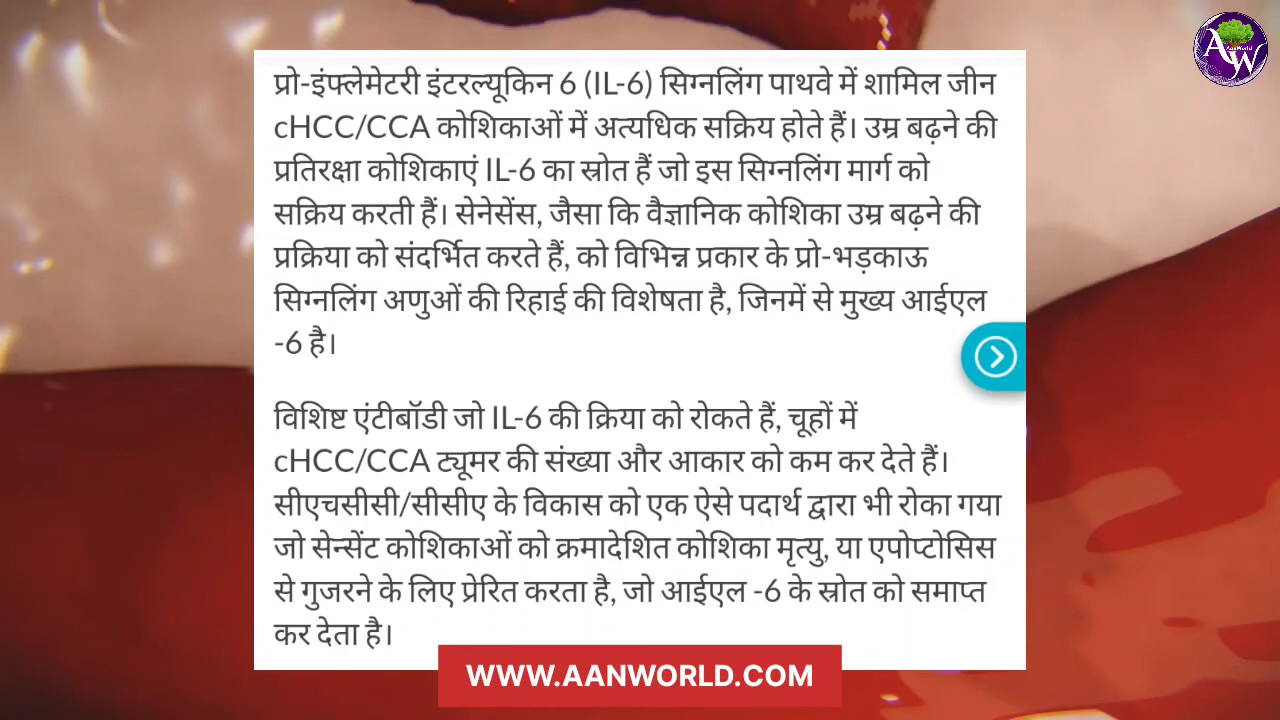 AanWorld
AW
प्रो-इंफ्लेमेटरी इंटरल्यूकिन 6 (IL-6) सिग्नलिंग पाथवे में शामिल जीन
cHCC/CCA कोशिकाओं में अत्यधिक सक्रिय होते हैं। उम्र बढ़ने की
प्रतिरक्षा कोशिकाएं IL-6 का स्रोत हैं जो इस सिग्नलिंग मार्ग को
सक्रिय करती हैं। सेनेसेंस, जैसा कि वैज्ञानिक कोशिका उम्र बढ़ने की
प्रक्रिया को संदर्भित करते हैं, को विभिन्न प्रकार के प्रो-भड़काऊ
सिग्नलिंग अणुओं की रिहाई की विशेषता है, जिनमें से मुख्य आईएल
-6 है।
विशिष्ट एंटीबॉडी जो IL-6 की क्रिया को रोकते हैं, चूहों में
cHCC/CCA ट्यूमर की संख्या और आकार को कम कर देते हैं।
सीएचसीसी/सीसीए के विकास को एक ऐसे पदार्थ द्वारा भी रोका गया
जो सेन्सेंट कोशिकाओं को क्रमादेशित कोशिका मृत्यु, या एपोप्टोसिस
से गुजरने के लिए प्रेरित करता है, जो आईएल -6 के स्रोत को समाप्त
कर देता है।
WWW.AANWORLD.COM